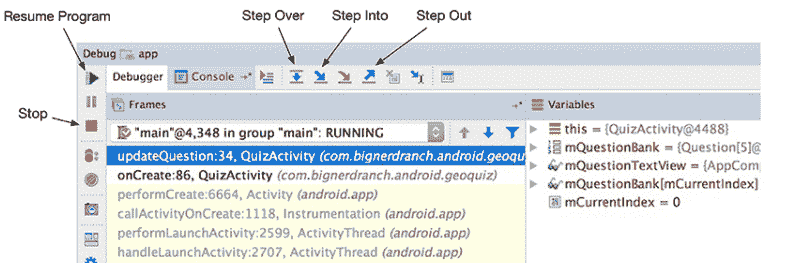 Resume Program
Step Over
Step Into
Step Out
Debug app
Debugger
Console
Stop
Frames
Variables
"main"@4,348 in group "main": RUNNING
updateQuestion:34, QuizActivity (com.bignerdranch.android.geoquiz
onCreate:86, QuizActivity (com.bignerdranch.android.geoquiz)
performCreate:6664, Activity (android.app)
callActivityOnCreate:1118, Instrumentation (android.app)
performLaunchActivity:2599, ActivityThread (android.app)
handleLaunchActivity:2707, ActivityThread (android.app)
this = {QuizActivity@4488}
mQuestionBank = {Question[5]@
mQuestionTextView = {AppComp
mQuestionBank[mCurrentIndex]
mCurrentIndex = 0